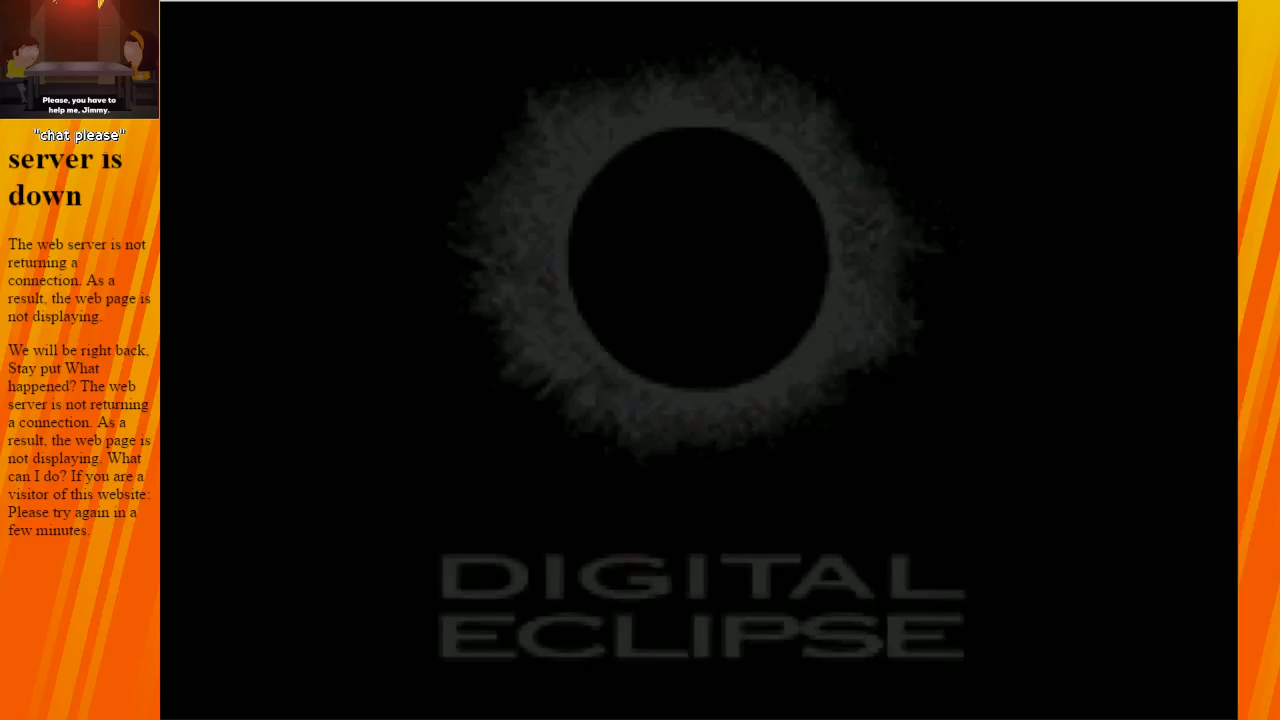 Please, you have to
help me, Jimmy.
"chat please"
server is
down
The web server is not
returning a
connection. As a
result, the web page is
not displaying.
We will be right back,
Stay put What
happened? The web
server is not returning
a connection. As a
result, the web page is
not displaying. What
can I do? If you are a
visitor of this website:
Please try again in a
few minutes.
DIGITAL
ECLIPSE